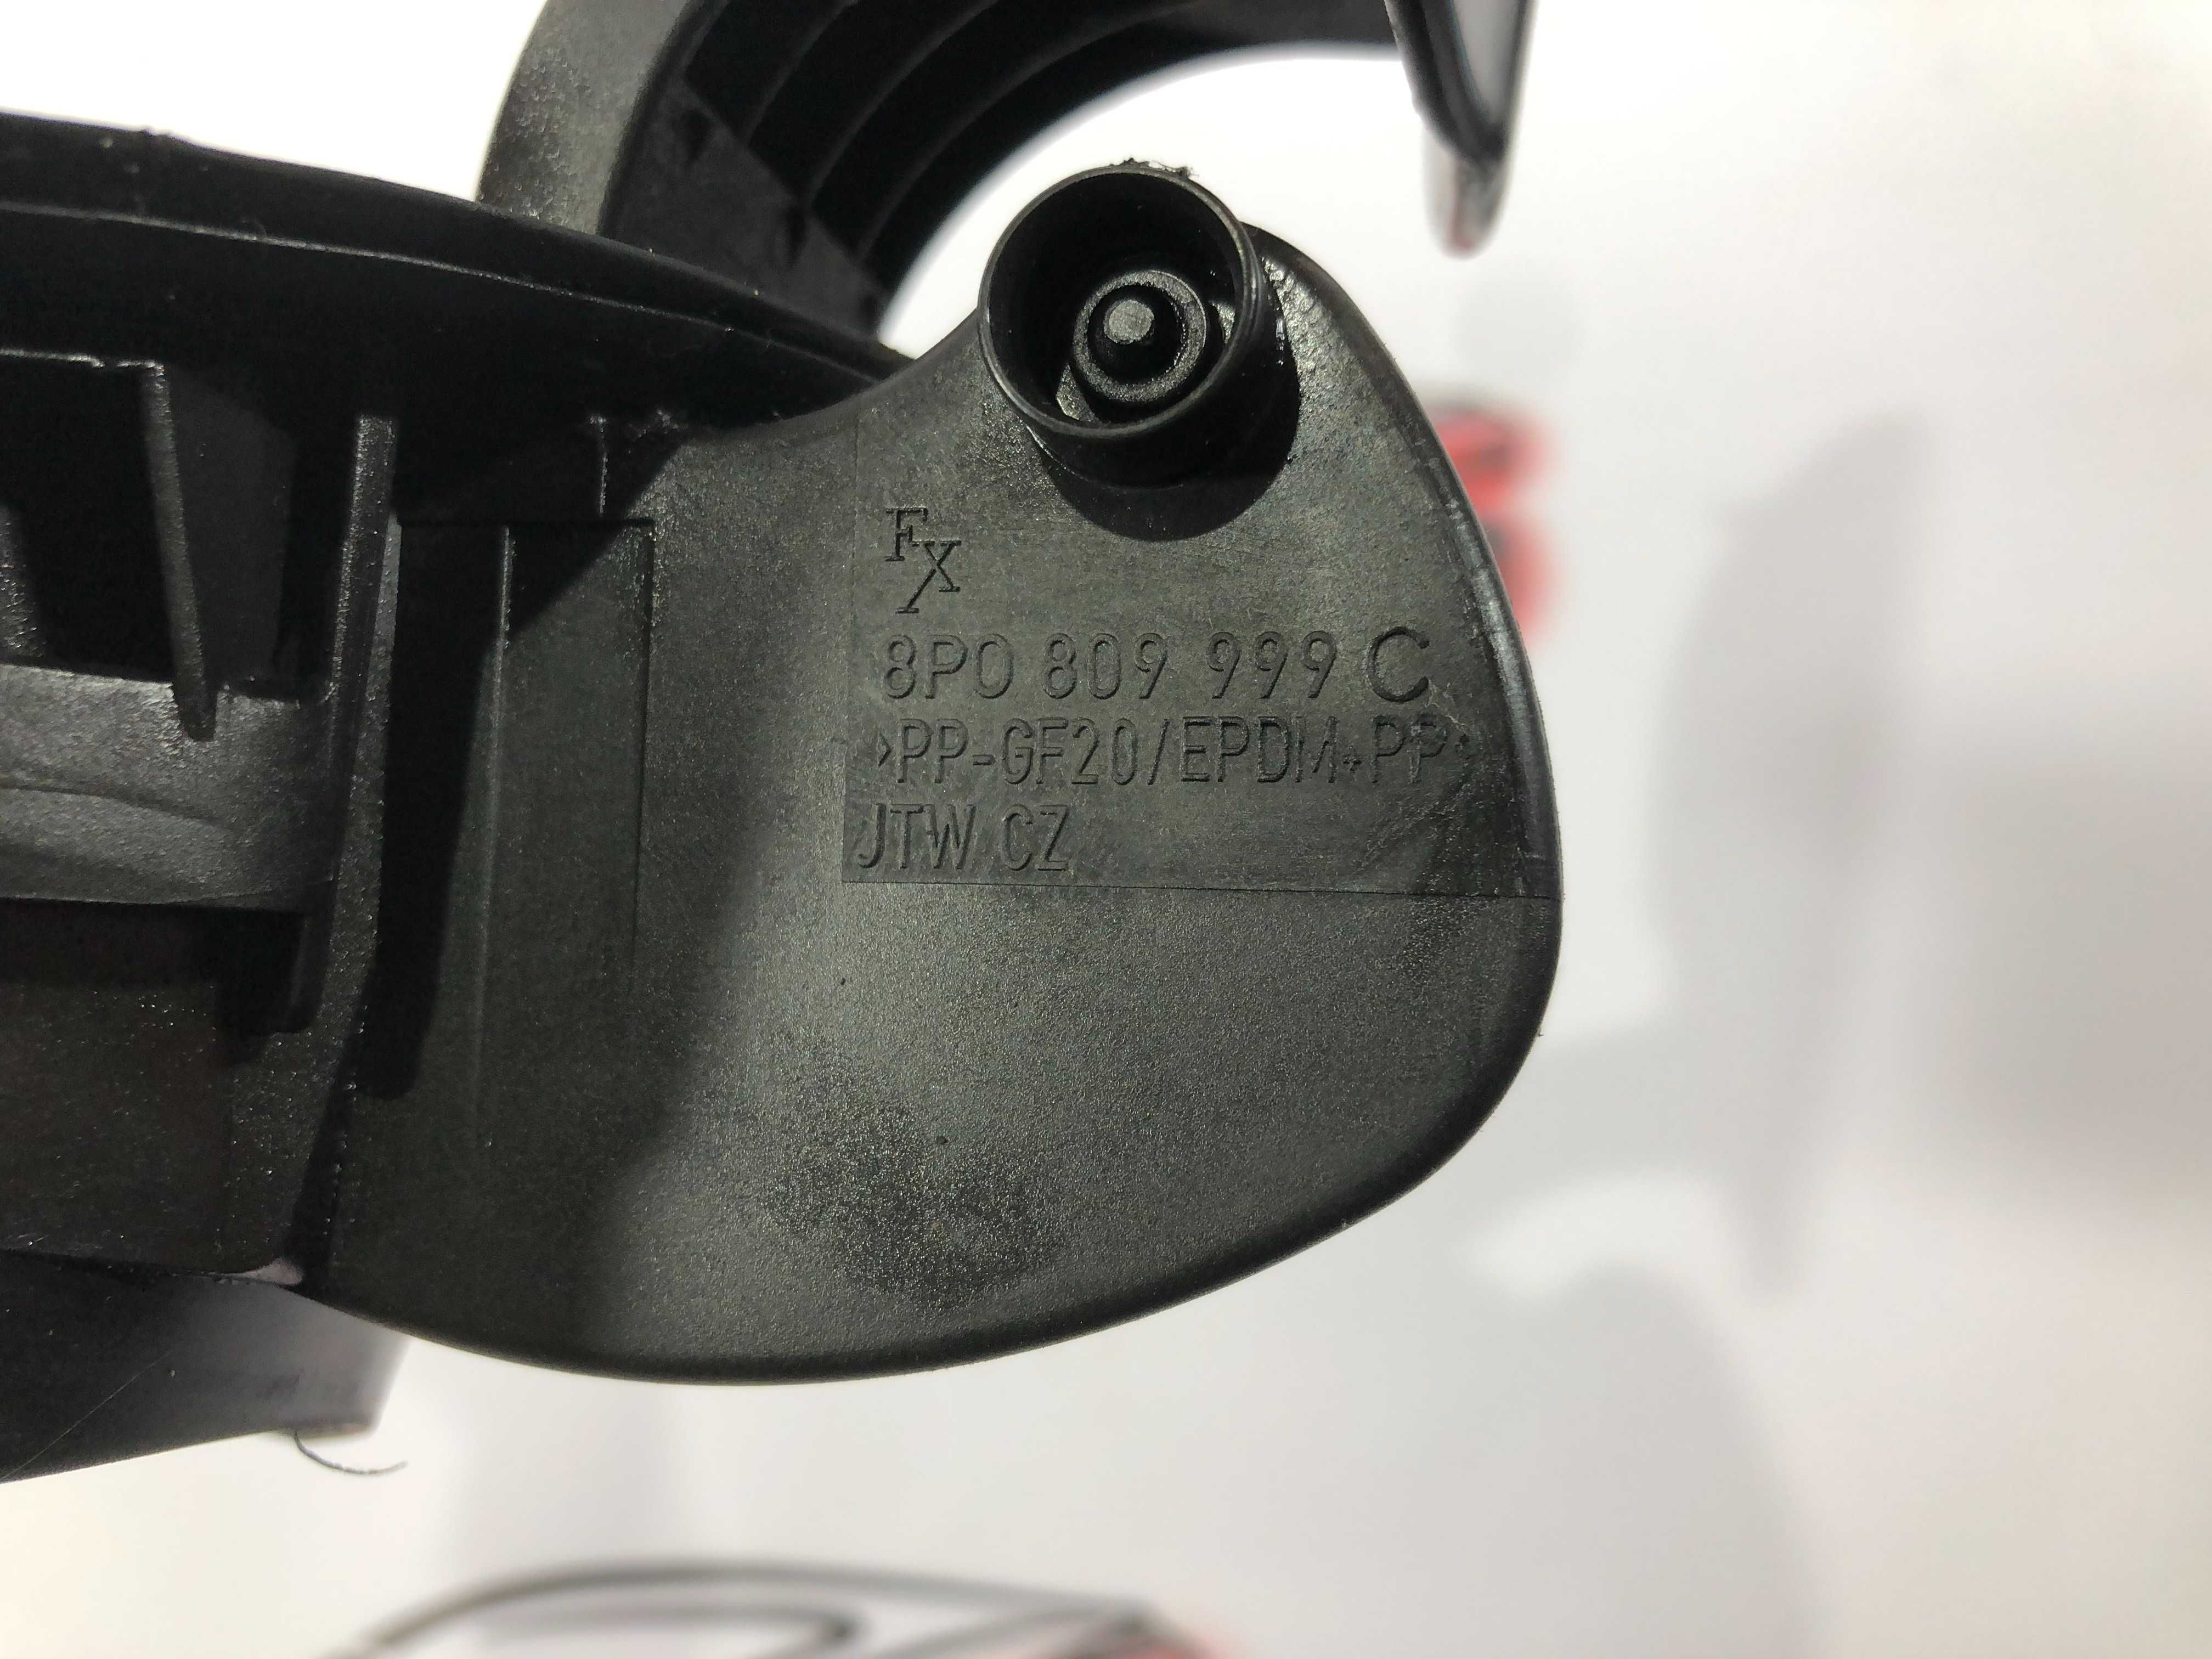 FX
8P0 809 999 C
>PP-GF20/EPDM+PP<
JTW CZ